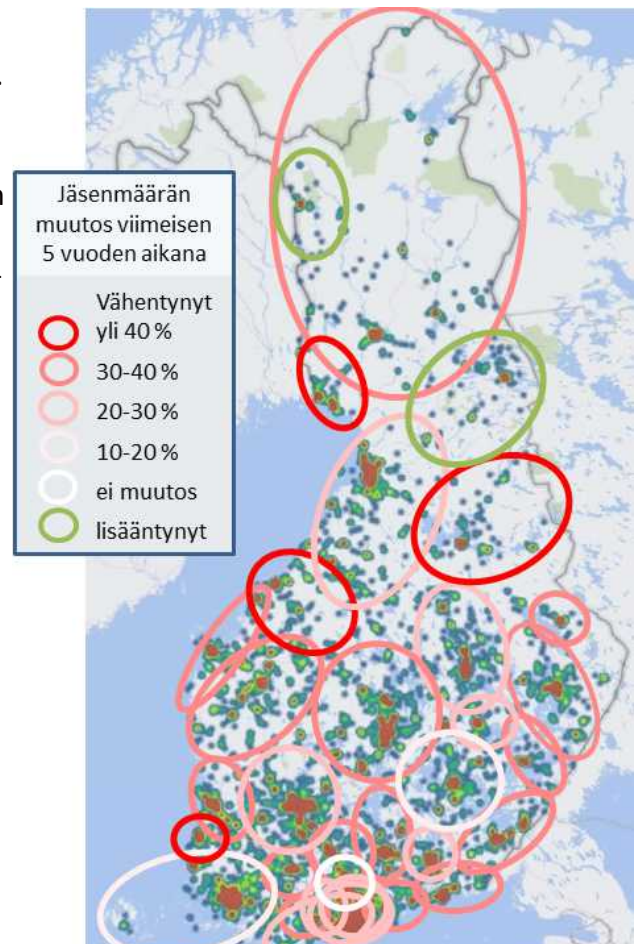 Jäsenmäärän
muutos viimeisen
5 vuoden aikana
Vähentynyt
yli 40 %
30-40 %
20-30 %
10-20 %
ei muutos
lisääntynyt